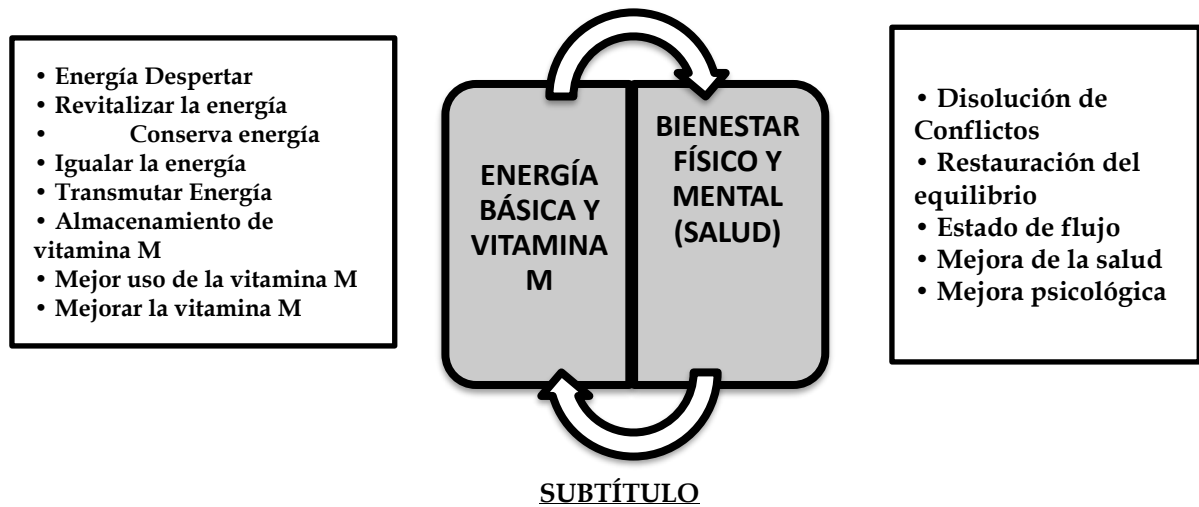 • Energía Despertar
• Revitalizar la energía
• Conserva energía
• Igualar la energía
• Transmutar Energía
• Almacenamiento de
vitamina M
• Mejor uso de la vitamina M
• Mejorar la vitamina M
ENERGÍA
BÁSICA Y
VITAMINA
M
BIENESTAR
FÍSICO Y
MENTAL
(SALUD)
• Disolución de
Conflictos
• Restauración del
equilibrio
• Estado de flujo
• Mejora de la salud
• Mejora psicológica
SUBTÍTULO